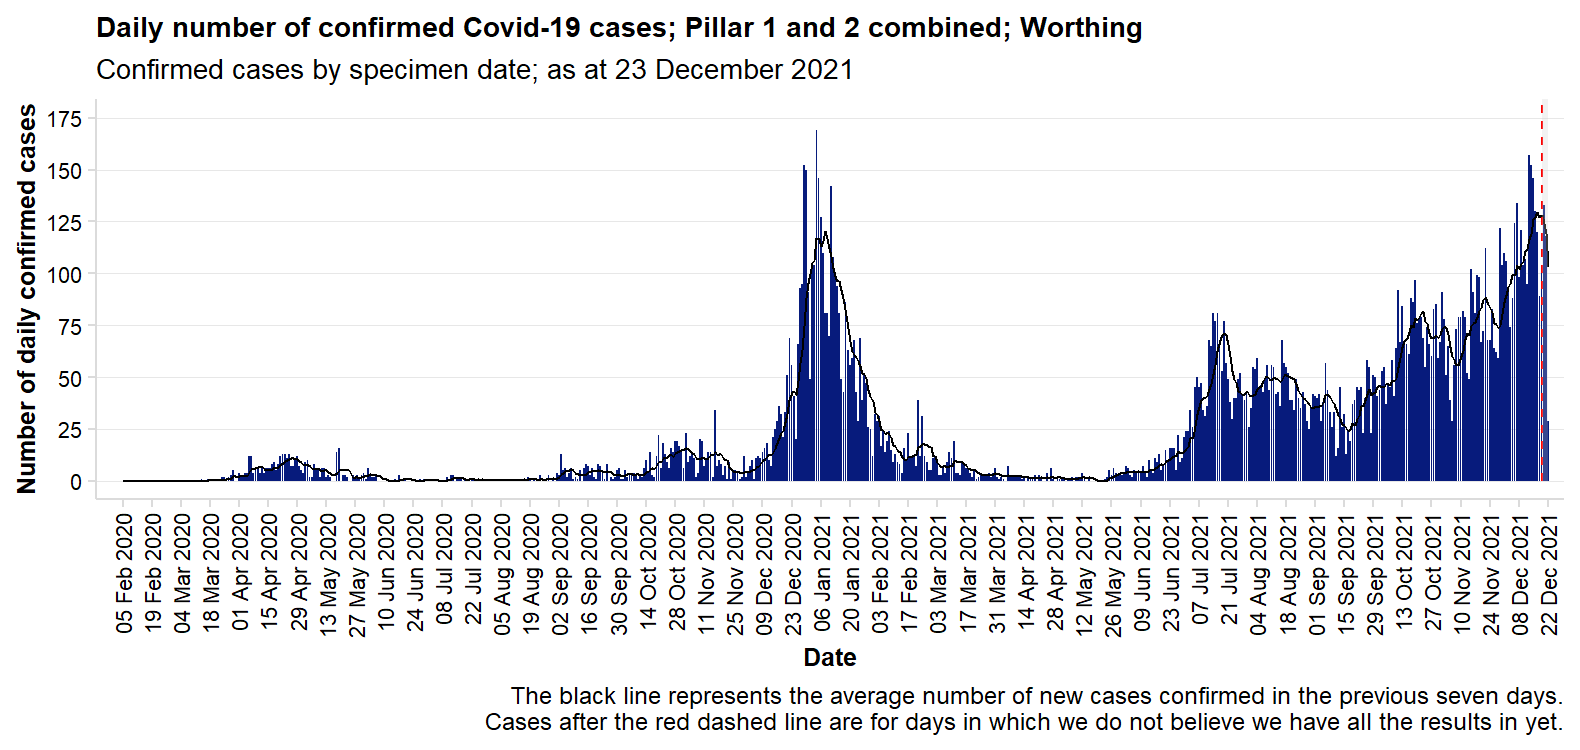 Daily number of confirmed Covid-19 cases; Pillar 1 and 2 combined; Worthing
Confirmed cases by specimen date; as at 23 December 2021
Number of daily confirmed cases
175
150
125
100
75
50
25
0
05 Feb 2020
19 Feb 2020
04 Mar 2020
18 Mar 2020
01 Apr 2020
15 Apr 2020
29 Apr 2020
13 May 2020
27 May 2020
10 Jun 2020
24 Jun 2020
08 Jul 2020
22 Jul 2020
05 Aug 2020
19 Aug 2020
02 Sep 2020
16 Sep 2020
30 Sep 2020
14 Oct 2020
28 Oct 2020
11 Nov 2020
25 Nov 2020
09 Dec 2020
23 Dec 2020
06 Jan 2021
20 Jan 2021
03 Feb 2021
17 Feb 2021
03 Mar 2021
17 Mar 2021
31 Mar 2021
14 Apr 2021
28 Apr 2021
12 May 2021
26 May 2021
09 Jun 2021
23 Jun 2021
07 Jul 2021
21 Jul 2021
04 Aug 2021
18 Aug 2021
01 Sep 2021
15 Sep 2021
29 Sep 2021
13 Oct 2021
27 Oct 2021
10 Nov 2021
24 Nov 2021
08 Dec 2021
22 Dec 2021
Date
The black line represents the average number of new cases confirmed in the previous seven days.
Cases after the red dashed line are for days in which we do not believe we have all the results in yet.